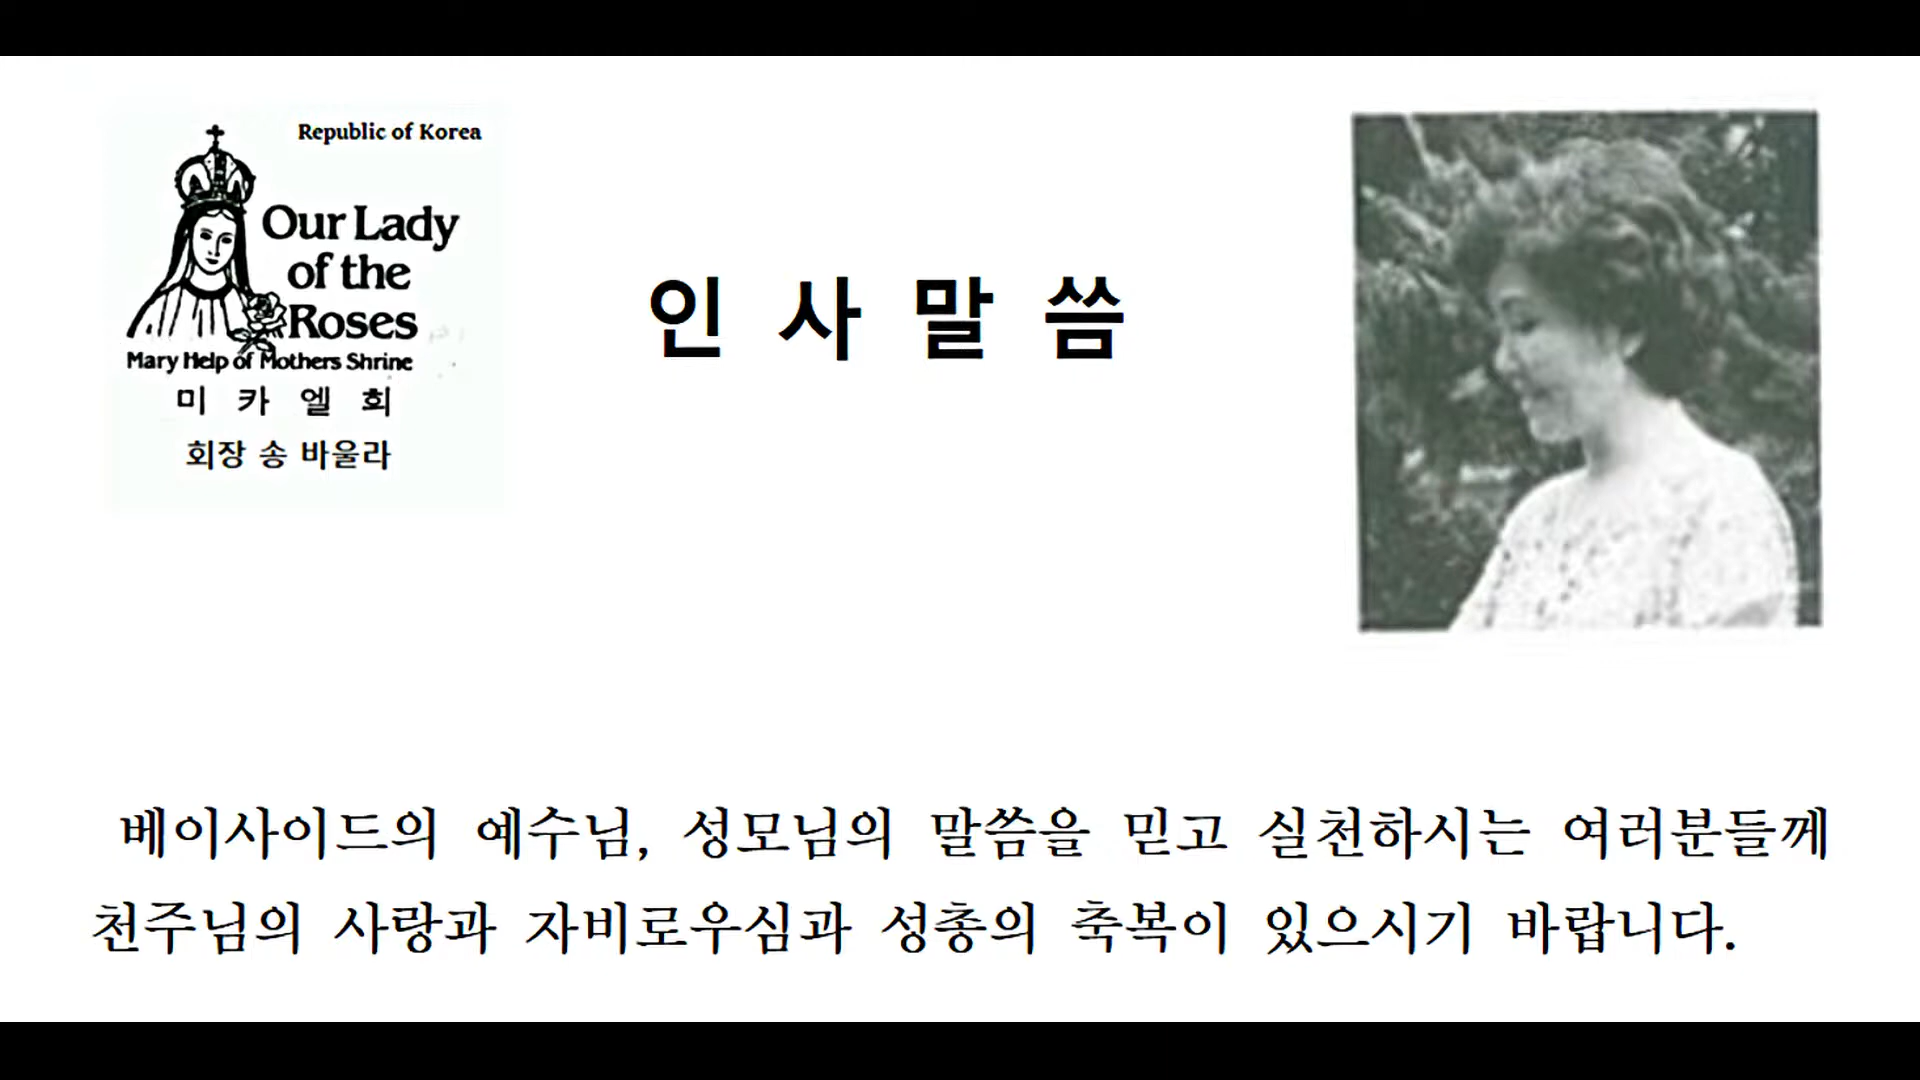 Republic of Korea
Our Lady
of the
Roses
Mary Help of Mothers Shrine
미 카 엘 회
회장 송 바울라
인 사 말 씀
베이사이드의 예수님, 성모님의 말씀을 믿고 실천하시는 여러분들께
천주님의 사랑과 자비로우심과 성총의 축복이 있으시기 바랍니다.